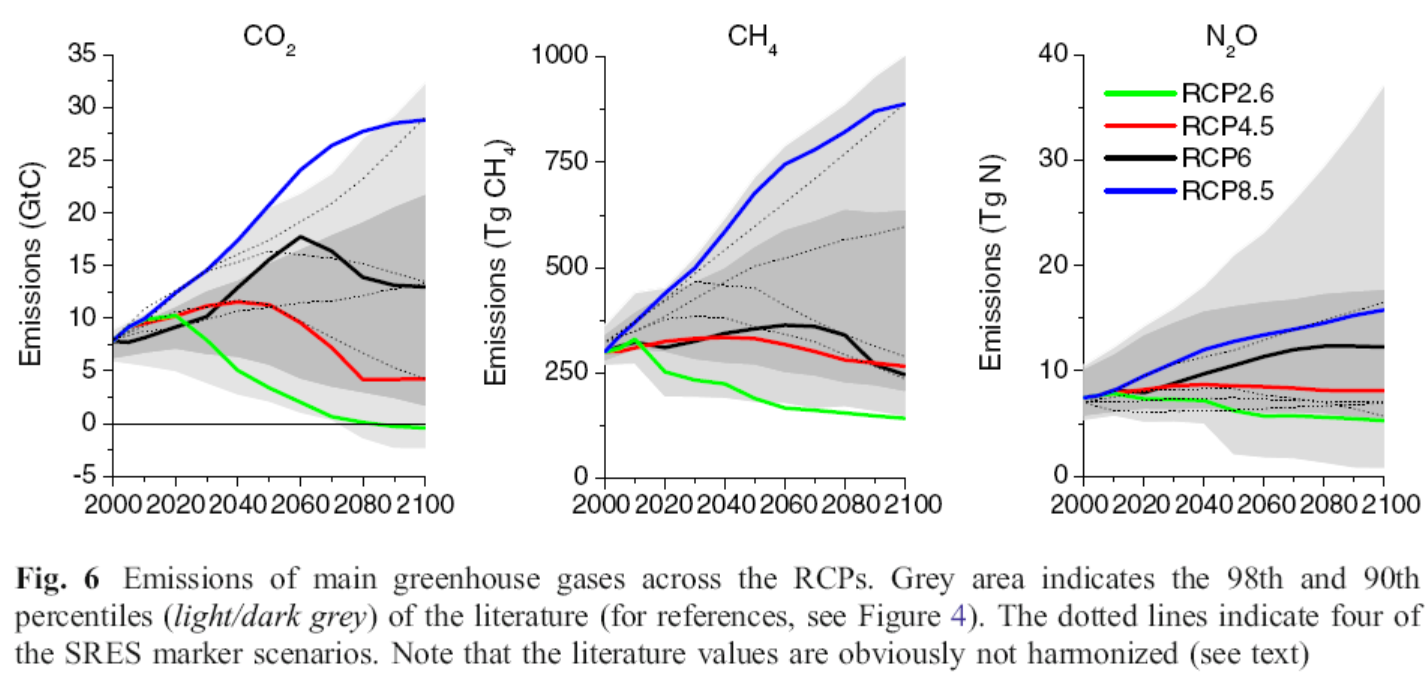 CO2
CH4
N2O
35
30
25
20
15
10
5
0
-5
Emissions (GtC)
2000 2020 2040 2060 2080 2100
1000
750
500
250
0
Emissions (Tg CH4)
2000 2020 2040 2060 2080 2100
40
30
20
10
0
Emissions (Tg N)
RCP2.6
RCP4.5
RCP6
RCP8.5
2000 2020 2040 2060 2080 2100
Fig. 6 Emissions of main greenhouse gases across the RCPs. Grey area indicates the 98th and 90th
percentiles (light/dark grey) of the literature (for references, see Figure 4). The dotted lines indicate four of
the SRES marker scenarios. Note that the literature values are obviously not harmonized (see text)